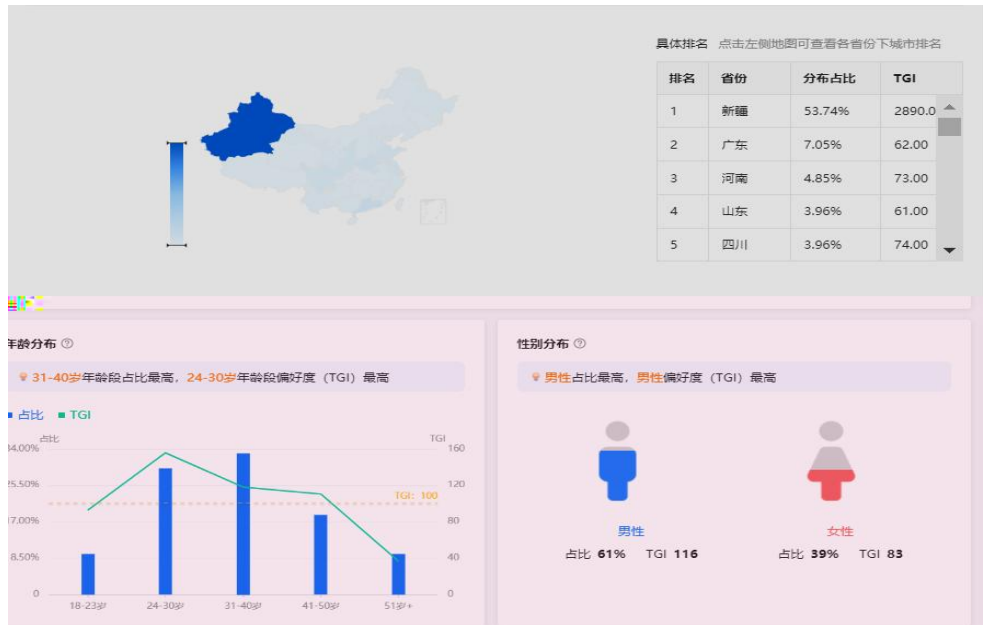 具体排名 点击左侧地图可查看各省份下城市排名
排名 省份 分布占比 TGI
1 新疆 53.74% 2890.0
2 广东 7.05% 62.00
3 河南 4.85% 73.00
4 山东 3.96% 61.00
5 四川 3.96% 74.00
年龄分布
31-40岁年龄段占比最高，24-30岁年龄段偏好度（TGI）最高
占比 TGI
占比 TGI
34.00% 160
25.50% 120
TGI：100
17.00% 80
8.50% 40
0 0
18-23岁 24-30岁 31-40岁 41-50岁 51岁+
性别分布
男性占比最高，男性偏好度（TGI）最高
男性 女性
占比 61% TGI 116 占比 39% TGI 83